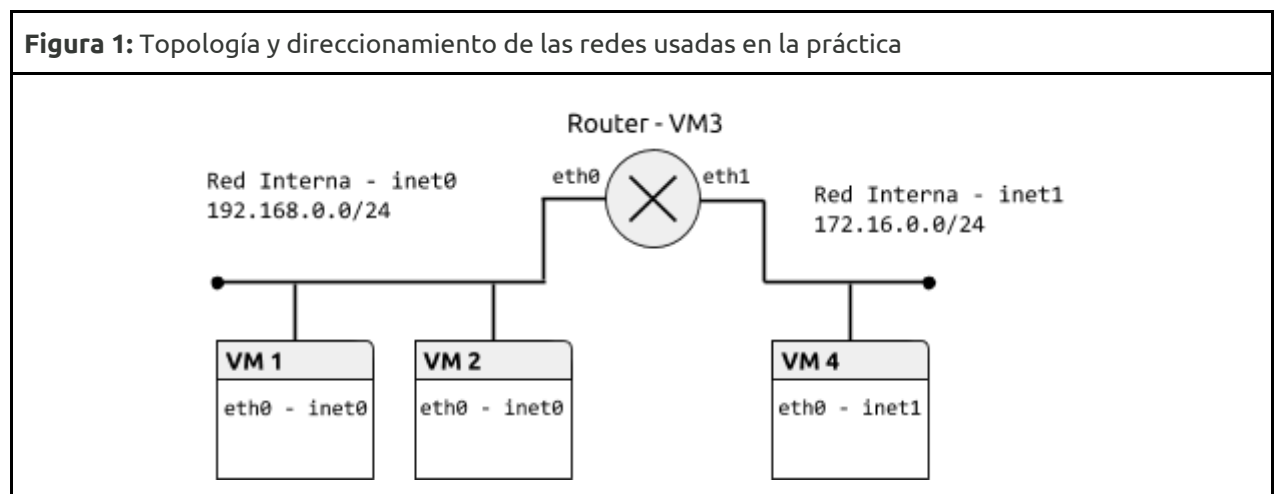 Figura 1: Topología y direccionamiento de las redes usadas en la práctica
Router - VM3
Red Interna - inet0
192.168.0.0/24
eth0
eth1
Red Interna - inet1
172.16.0.0/24
VM 1
eth0 - inet0
VM 2
eth0 - inet0
VM 4
eth0 - inet1